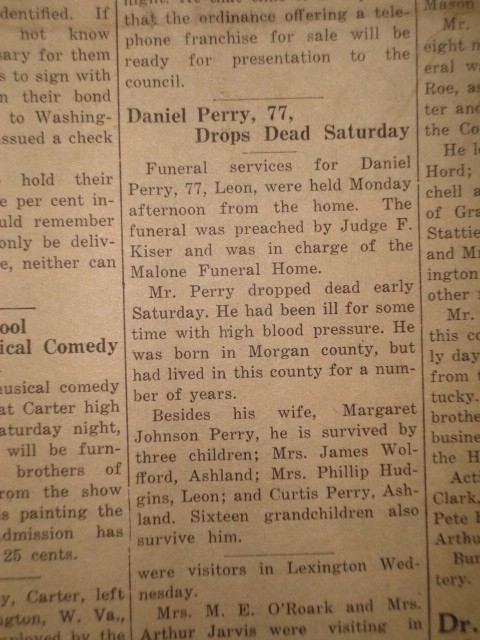 dentified. If
not know
sary for them
s to sign with
n their bond
to Washing-
ssued a check
hold their
e per cent in-
uld remember
only be deliv-
e, neither can
ool
ical Comedy
musical comedy
at Carter high
aturday night,
will be furn-
brothers of
rom the show
s painting the
dmission has
25 cents.
y, Carter, left
ngton, W. Va.,
ployed by the
that the ordinance offering a tele-
phone franchise for sale will be
ready for presentation to the
council.
Daniel Perry, 77,
Drops Dead Saturday
Funeral services for Daniel
Perry, 77, Leon, were held Monday
afternoon from the home. The
funeral was preached by Judge F.
Kiser and was in charge of the
Malone Funeral Home.
Mr. Perry dropped dead early
Saturday. He had been ill for some
time with high blood pressure. He
was born in Morgan county, but
had lived in this county for a num-
ber of years.
Besides his wife, Margaret
Johnson Perry, he is survived by
three children; Mrs. James Wol-
fford, Ashland; Mrs. Phillip Hud-
gins, Leon; and Curtis Perry, Ash-
land. Sixteen grandchildren also
survive him.
were visitors in Lexington Wed-
nesday.
Mrs. M. E. O'Roark and Mrs.
Arthur Jarvis were visiting in
Mason
Mr.
eight m
eral w
Roe, a
ter and
the Co
He l
Hord;
chell a
of Gra
Stattie
and M
ington
other
Mr.
this c
ly day
from t
tucky.
brothe
busine
the H
Acti
Clark,
Pete
Arthu
Bur
tery.
Dr.